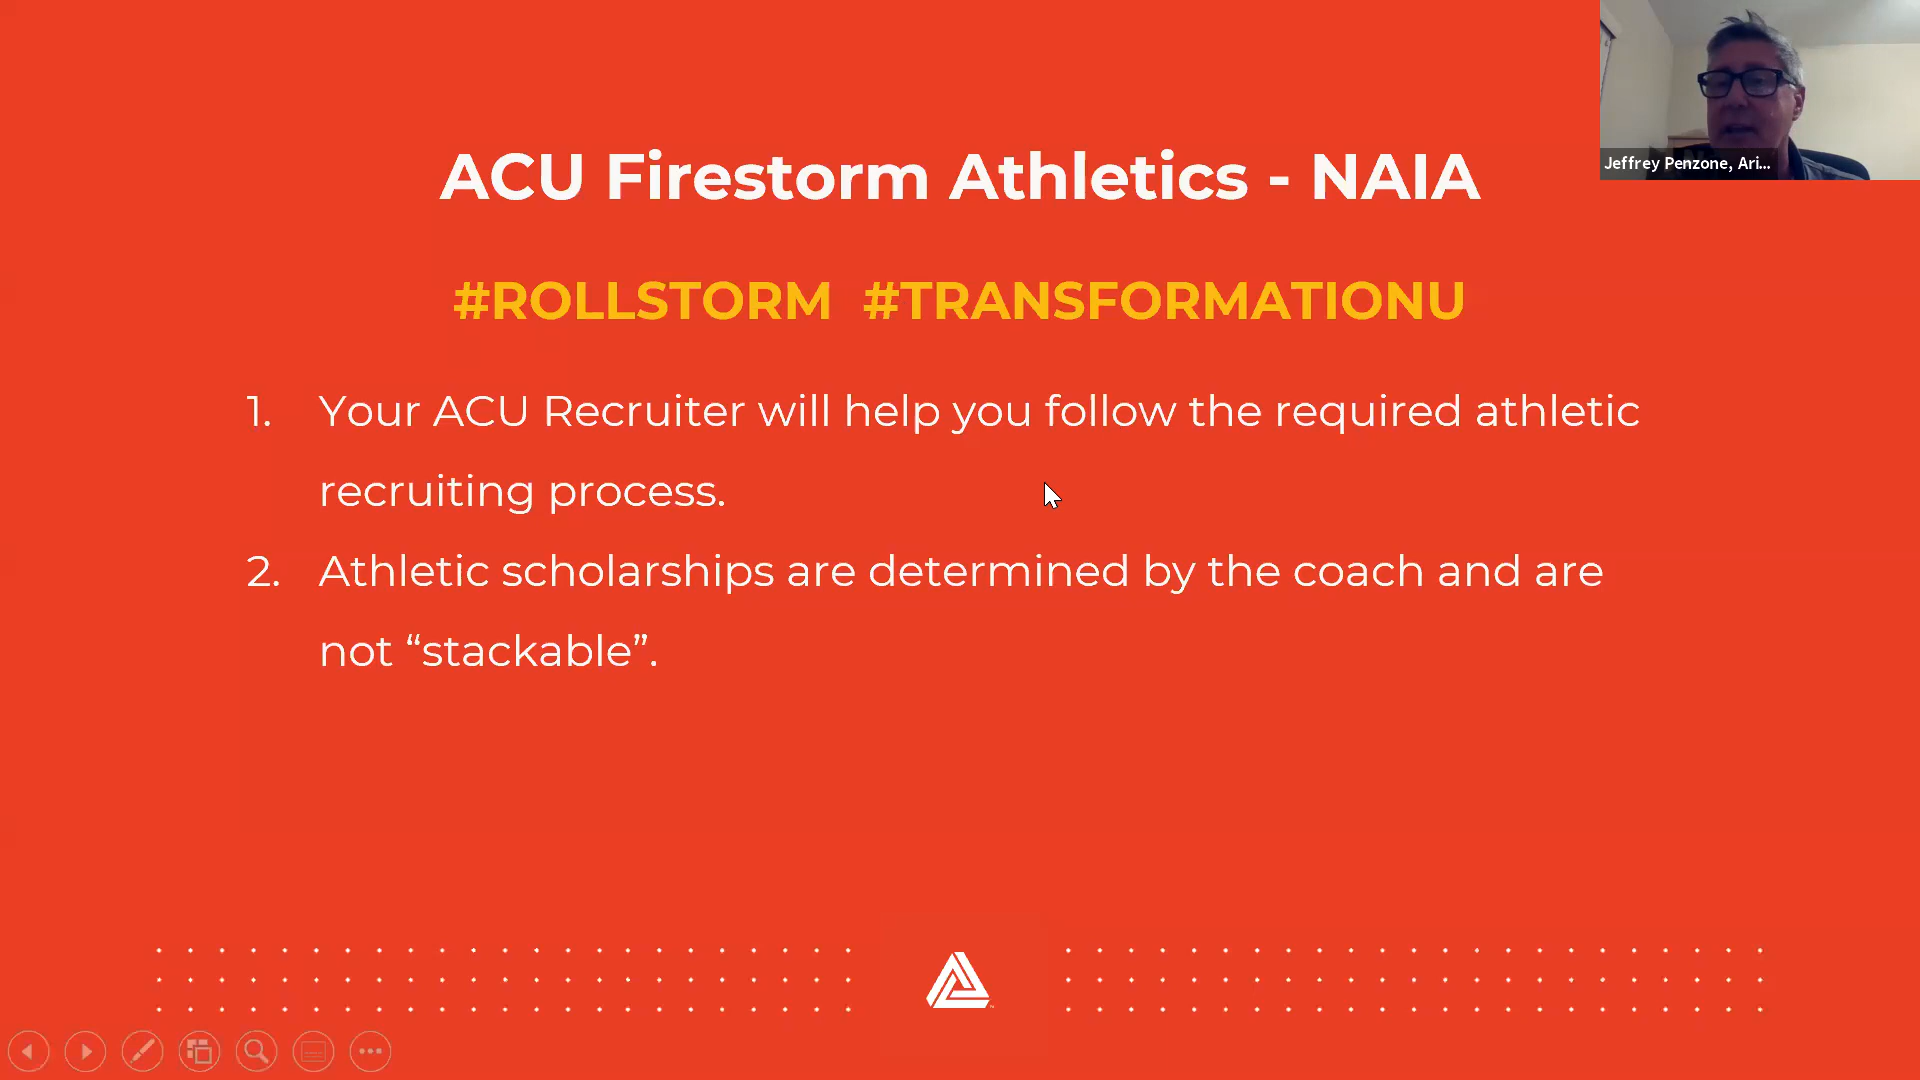 ACU Firestorm Athletics - NAIA
#ROLLSTORM #TRANSFORMATIONU
1. Your ACU Recruiter will help you follow the required athletic
recruiting process.
2. Athletic scholarships are determined by the coach and are
not “stackable”.
Jeffrey Penzone, Ari...